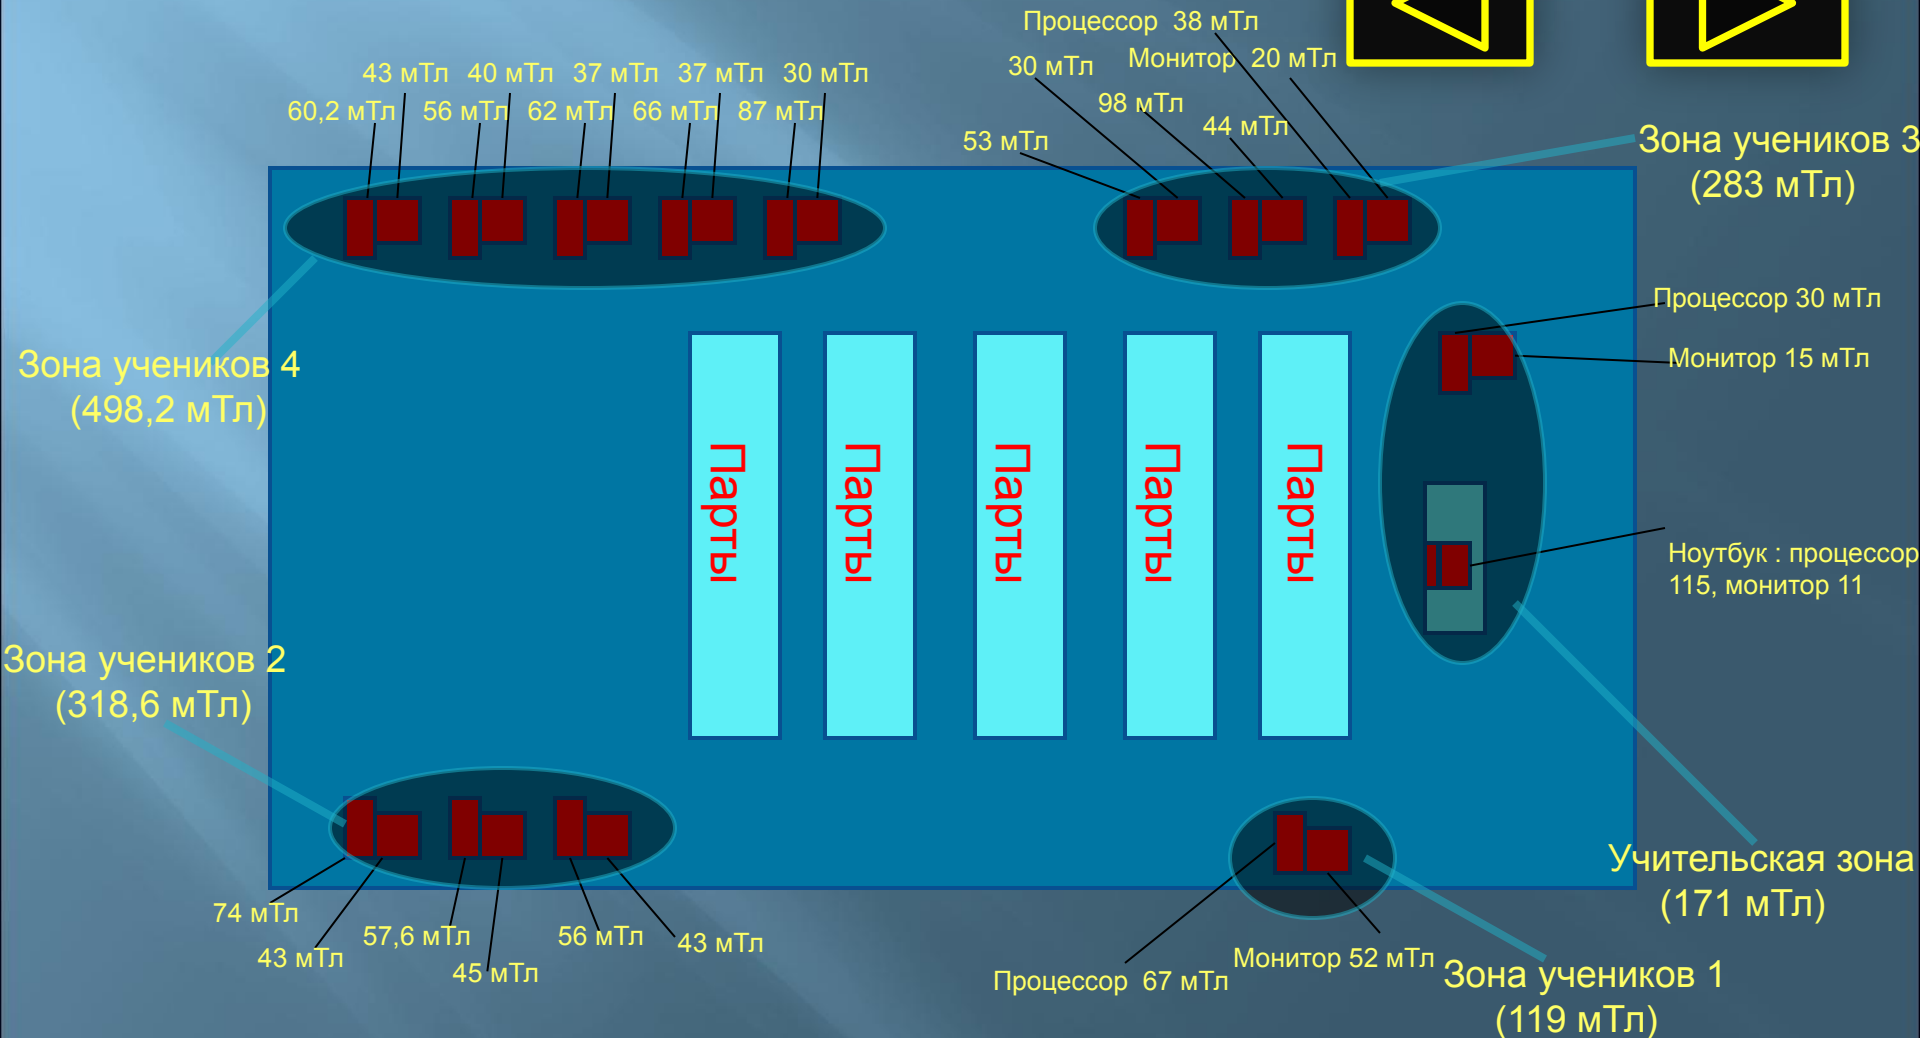 Процессор 38 мТл
30 мТл
Монитор 20 мТл
43 мТл
40 мТл
37 мТл
37 мТл
30 мТл
60,2 мТл
56 мТл
62 мТл
66 мТл
87 мТл
98 мТл
44 мТл
53 мТл
Зона учеников 3
(283 мТл)
Процессор 30 мТл
Монитор 15 мТл
Зона учеников 4
(498,2 мТл)
Парты
Парты
Парты
Парты
Парты
Ноутбук : процессор
115, монитор 11
Зона учеников 2
(318,6 мТл)
Учительская зона
(171 мТл)
74 мТл
43 мТл
57,6 мТл
45 мТл
56 мТл
43 мТл
Процессор 67 мТл
Монитор 52 мТл
Зона учеников 1
(119 мТл)